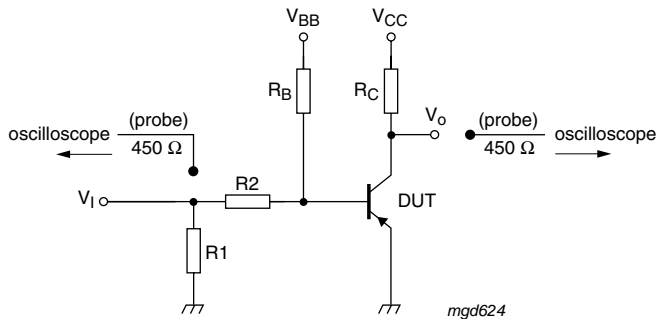 V_BB
V_CC
R_B
R_C
V_o
oscilloscope
(probe)
450 Ω
(probe)
450 Ω
oscilloscope
V_I
R2
DUT
R1
mgd624